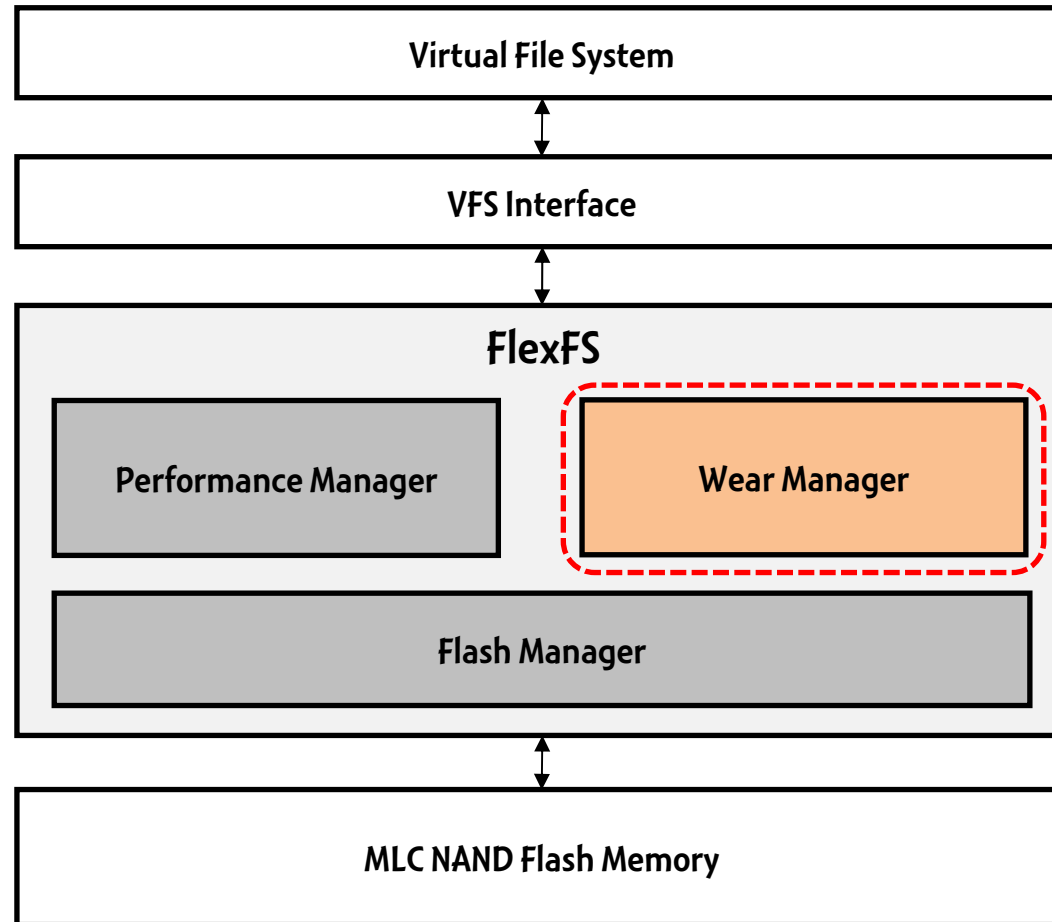 Virtual File System
VFS Interface
FlexFS
Performance Manager
Wear Manager
Flash Manager
MLC NAND Flash Memory